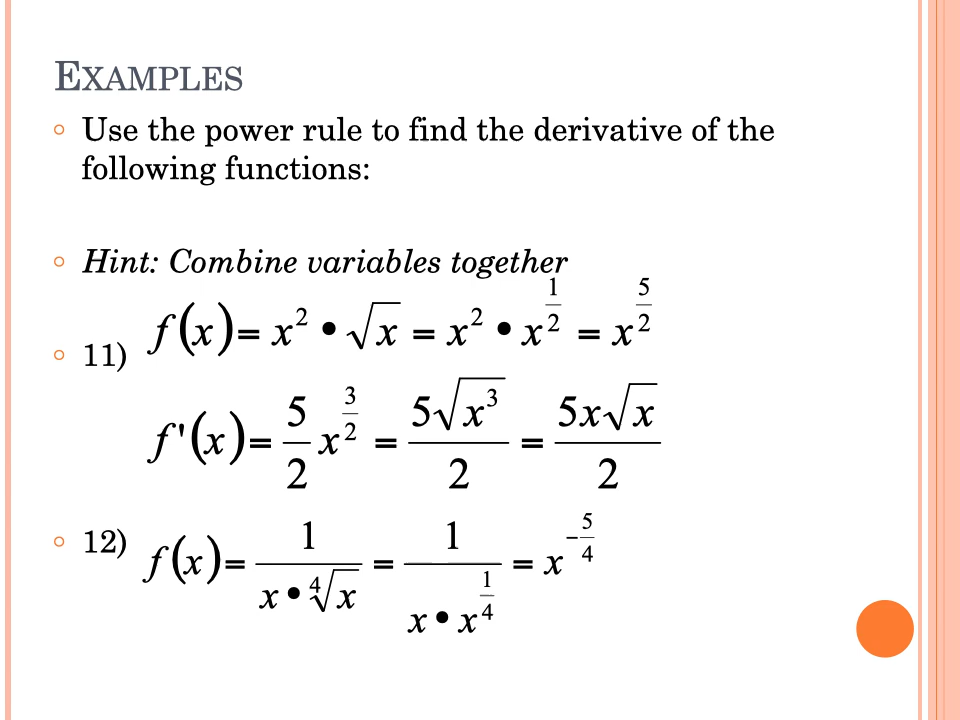 EXAMPLES
○ Use the power rule to find the derivative of the
following functions:
○ Hint: Combine variables together
○ 11) f(x) = x^2 • √x = x^2 • x^{1/2} = x^{5/2}
f'(x) = 5/2 x^{3/2} = 5√(x^3)/2 = 5x√x/2
○ 12) f(x) = 1/(x • ∜x) = 1/(x • x^{1/4}) = x^{-5/4}